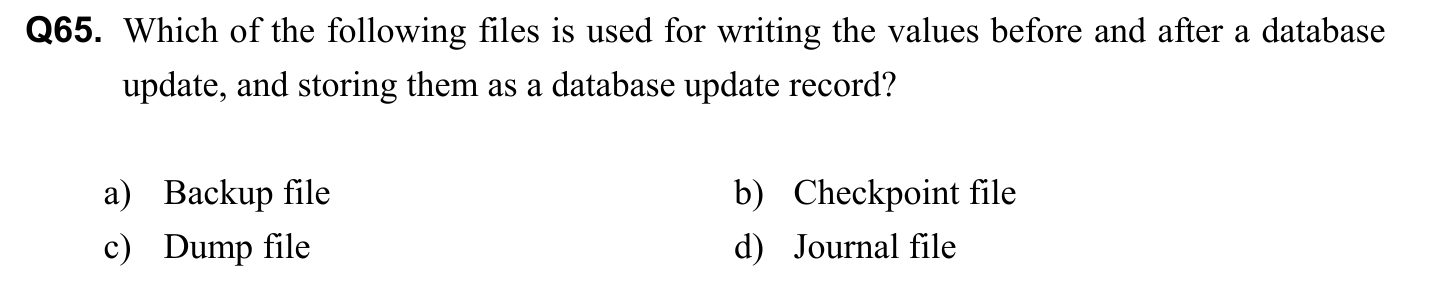 Q65. Which of the following files is used for writing the values before and after a database
update, and storing them as a database update record?
a) Backup file b) Checkpoint file
c) Dump file d) Journal file